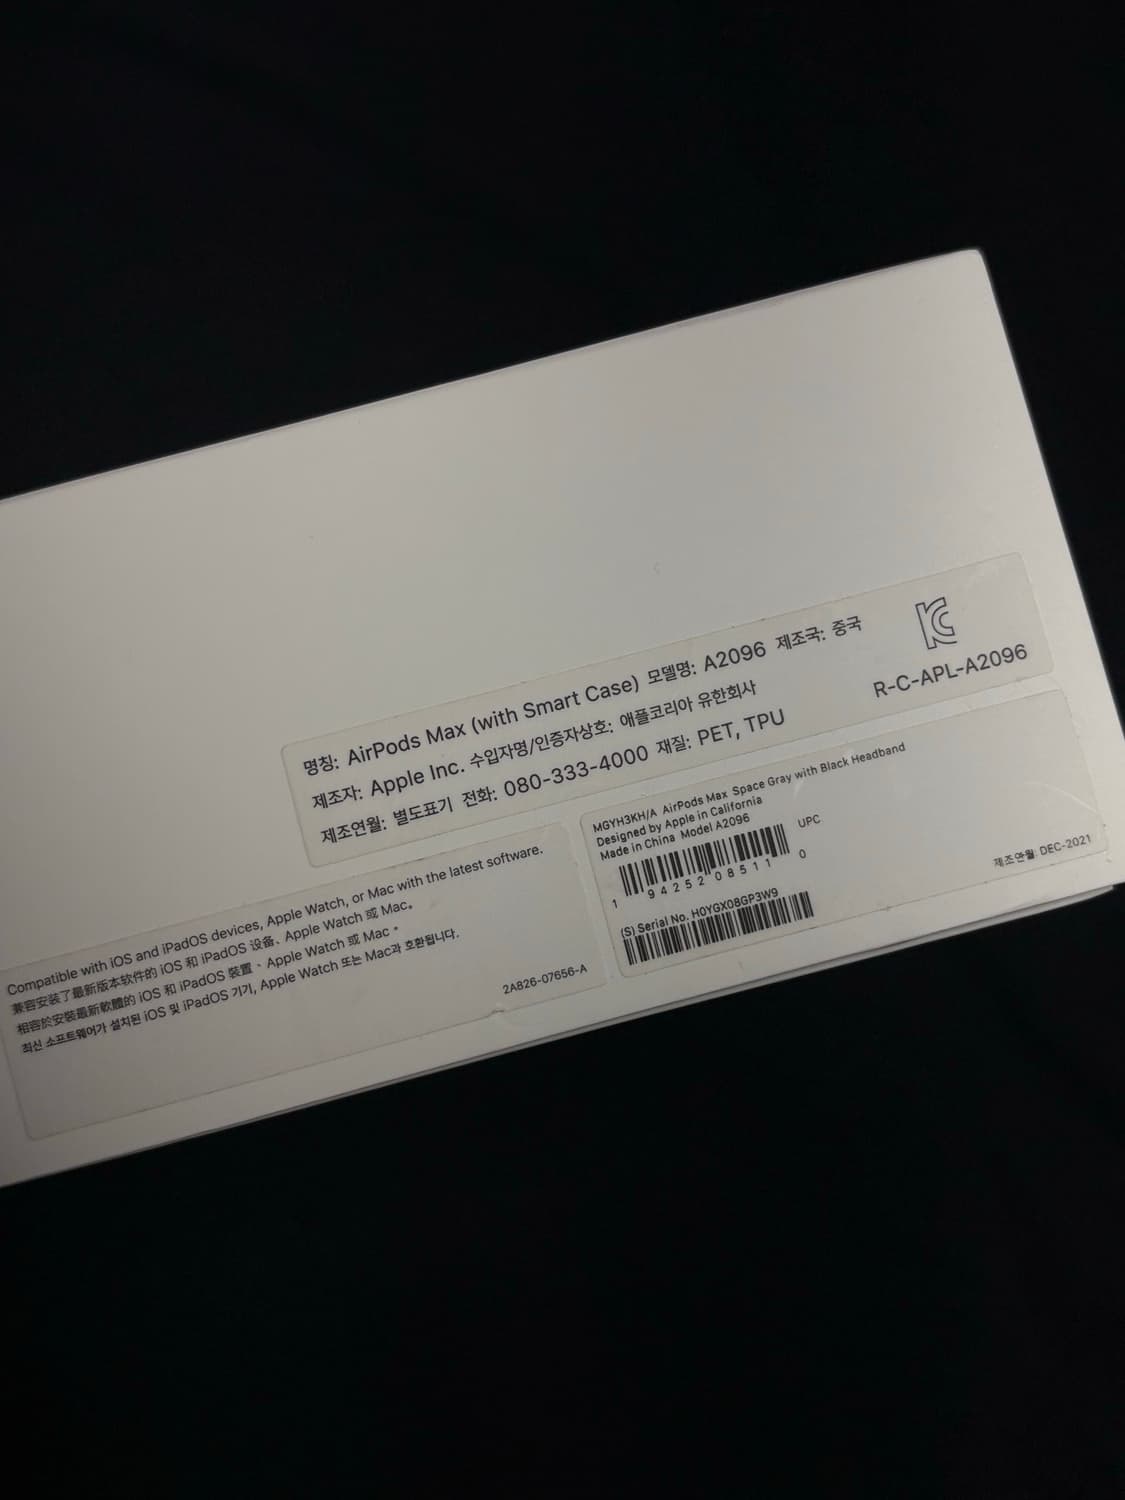 명칭: AirPods Max (with Smart Case) 모델명: A2096 제조국: 중국
제조자: Apple Inc. 수입자명/인증자상호: 애플코리아 유한회사
제조연월: 별도표기 전화: 080-333-4000 재질: PET, TPU
R-C-APL-A2096
Compatible with iOS and iPadOS devices, Apple Watch, or Mac with the latest software.
兼容安装了最新版本软件的 iOS 和 iPadOS 设备、Apple Watch 或 Mac。
相容於安裝最新軟體的 iOS 和 iPadOS 裝置、Apple Watch 或 Mac。
최신 소프트웨어가 설치된 iOS 및 iPadOS 기기, Apple Watch 또는 Mac과 호환됩니다.
2A826-07656-A
MGYH3KH/A AirPods Max Space Gray with Black Headband
Designed by Apple in California
Made in China Model A2096
UPC
1 94252 08511 0
(S) Serial No. H0YGX08GP3W9
제조연월: DEC-2021